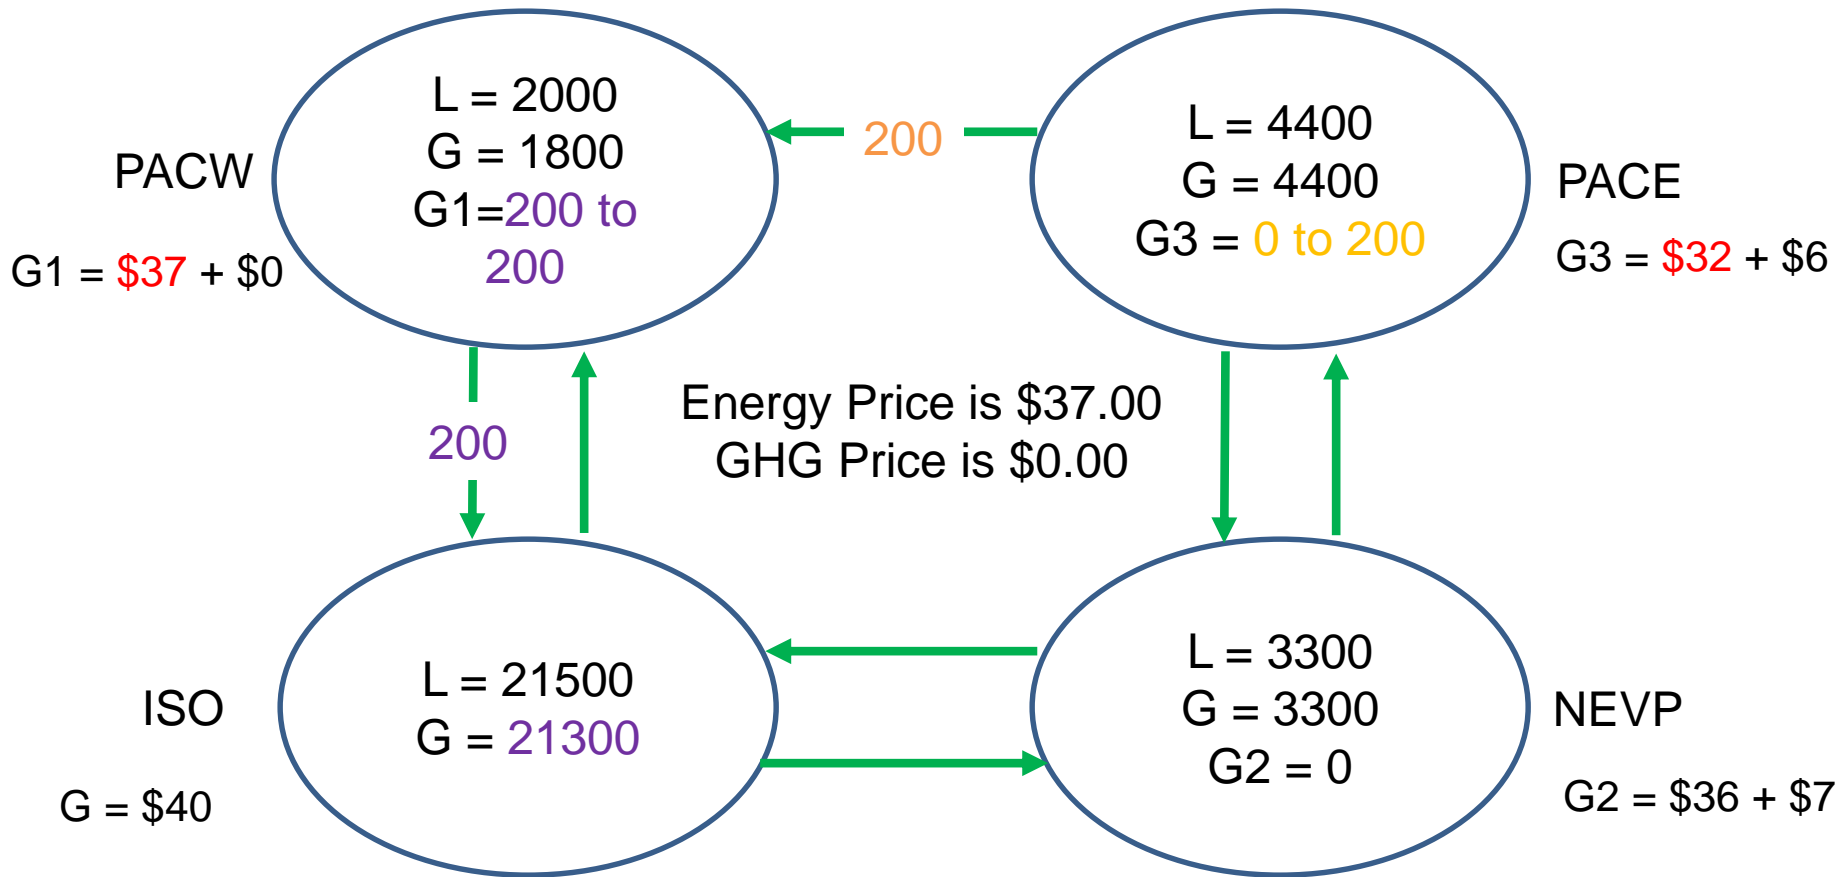 L = 2000
G = 1800
G1=200 to
200
PACW
G1 = $37 + $0
200
L = 4400
G = 4400
G3 = 0 to 200
PACE
G3 = $32 + $6
200
Energy Price is $37.00
GHG Price is $0.00
ISO
L = 21500
G = 21300
G = $40
L = 3300
G = 3300
G2 = 0
NEVP
G2 = $36 + $7